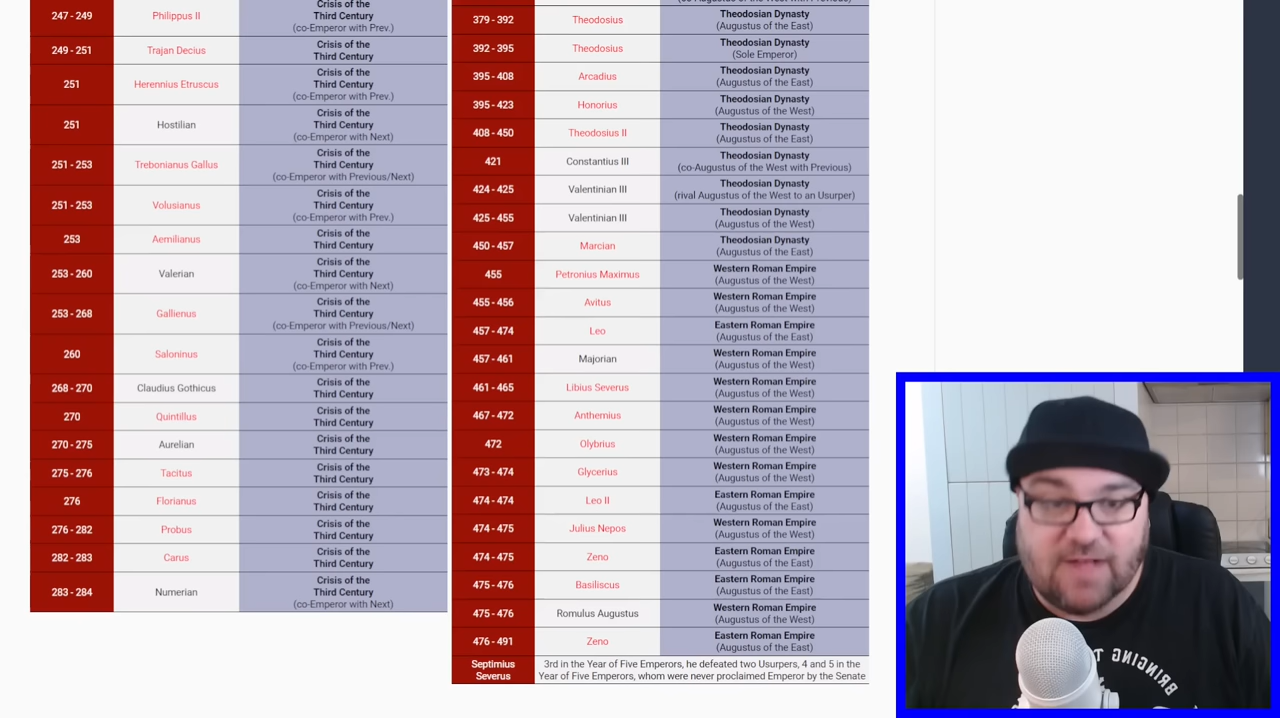 247 - 249
Philippus II
Crisis of the
Third Century
(co-Emperor with Prev.)
249 - 251
Trajan Decius
Crisis of the
Third Century
251
Herennius Etruscus
Crisis of the
Third Century
(co-Emperor with Prev.)
251
Hostilian
Crisis of the
Third Century
(co-Emperor with Next)
251 - 253
Trebonianus Gallus
Crisis of the
Third Century
(co-Emperor with Previous/Next)
251 - 253
Volusianus
Crisis of the
Third Century
(co-Emperor with Prev.)
253
Aemilianus
Crisis of the
Third Century
253 - 260
Valerian
Crisis of the
Third Century
(co-Emperor with Next)
253 - 268
Gallienus
Crisis of the
Third Century
(co-Emperor with Previous/Next)
260
Saloninus
Crisis of the
Third Century
(co-Emperor with Prev.)
268 - 270
Claudius Gothicus
Crisis of the
Third Century
270
Quintillus
Crisis of the
Third Century
270 - 275
Aurelian
Crisis of the
Third Century
275 - 276
Tacitus
Crisis of the
Third Century
276
Florianus
Crisis of the
Third Century
276 - 282
Probus
Crisis of the
Third Century
282 - 283
Carus
Crisis of the
Third Century
283 - 284
Numerian
Crisis of the
Third Century
(co-Emperor with Next)
379 - 392
Theodosius
Theodosian Dynasty
(Augustus of the East)
392 - 395
Theodosius
Theodosian Dynasty
(Sole Emperor)
395 - 408
Arcadius
Theodosian Dynasty
(Augustus of the East)
395 - 423
Honorius
Theodosian Dynasty
(Augustus of the West)
408 - 450
Theodosius II
Theodosian Dynasty
(Augustus of the East)
421
Constantius III
Theodosian Dynasty
(co-Augustus of the West with Previous)
424 - 425
Valentinian III
Theodosian Dynasty
(rival Augustus of the West to an Usurper)
425 - 455
Valentinian III
Theodosian Dynasty
(Augustus of the West)
450 - 457
Marcian
Theodosian Dynasty
(Augustus of the East)
455
Petronius Maximus
Western Roman Empire
(Augustus of the West)
455 - 456
Avitus
Western Roman Empire
(Augustus of the West)
457 - 474
Leo
Eastern Roman Empire
(Augustus of the East)
457 - 461
Majorian
Western Roman Empire
(Augustus of the West)
461 - 465
Libius Severus
Western Roman Empire
(Augustus of the West)
467 - 472
Anthemius
Western Roman Empire
(Augustus of the West)
472
Olybrius
Western Roman Empire
(Augustus of the West)
473 - 474
Glycerius
Western Roman Empire
(Augustus of the West)
474 - 474
Leo II
Eastern Roman Empire
(Augustus of the East)
474 - 475
Julius Nepos
Western Roman Empire
(Augustus of the West)
474 - 475
Zeno
Eastern Roman Empire
(Augustus of the East)
475 - 476
Basiliscus
Eastern Roman Empire
(Augustus of the East)
475 - 476
Romulus Augustus
Western Roman Empire
(Augustus of the West)
476 - 491
Zeno
Eastern Roman Empire
(Augustus of the East)
Septimius
Severus
3rd in the Year of Five Emperors, he defeated two Usurpers, 4 and 5 in the
Year of Five Emperors, whom were never proclaimed Emperor by the Senate
BRINGING